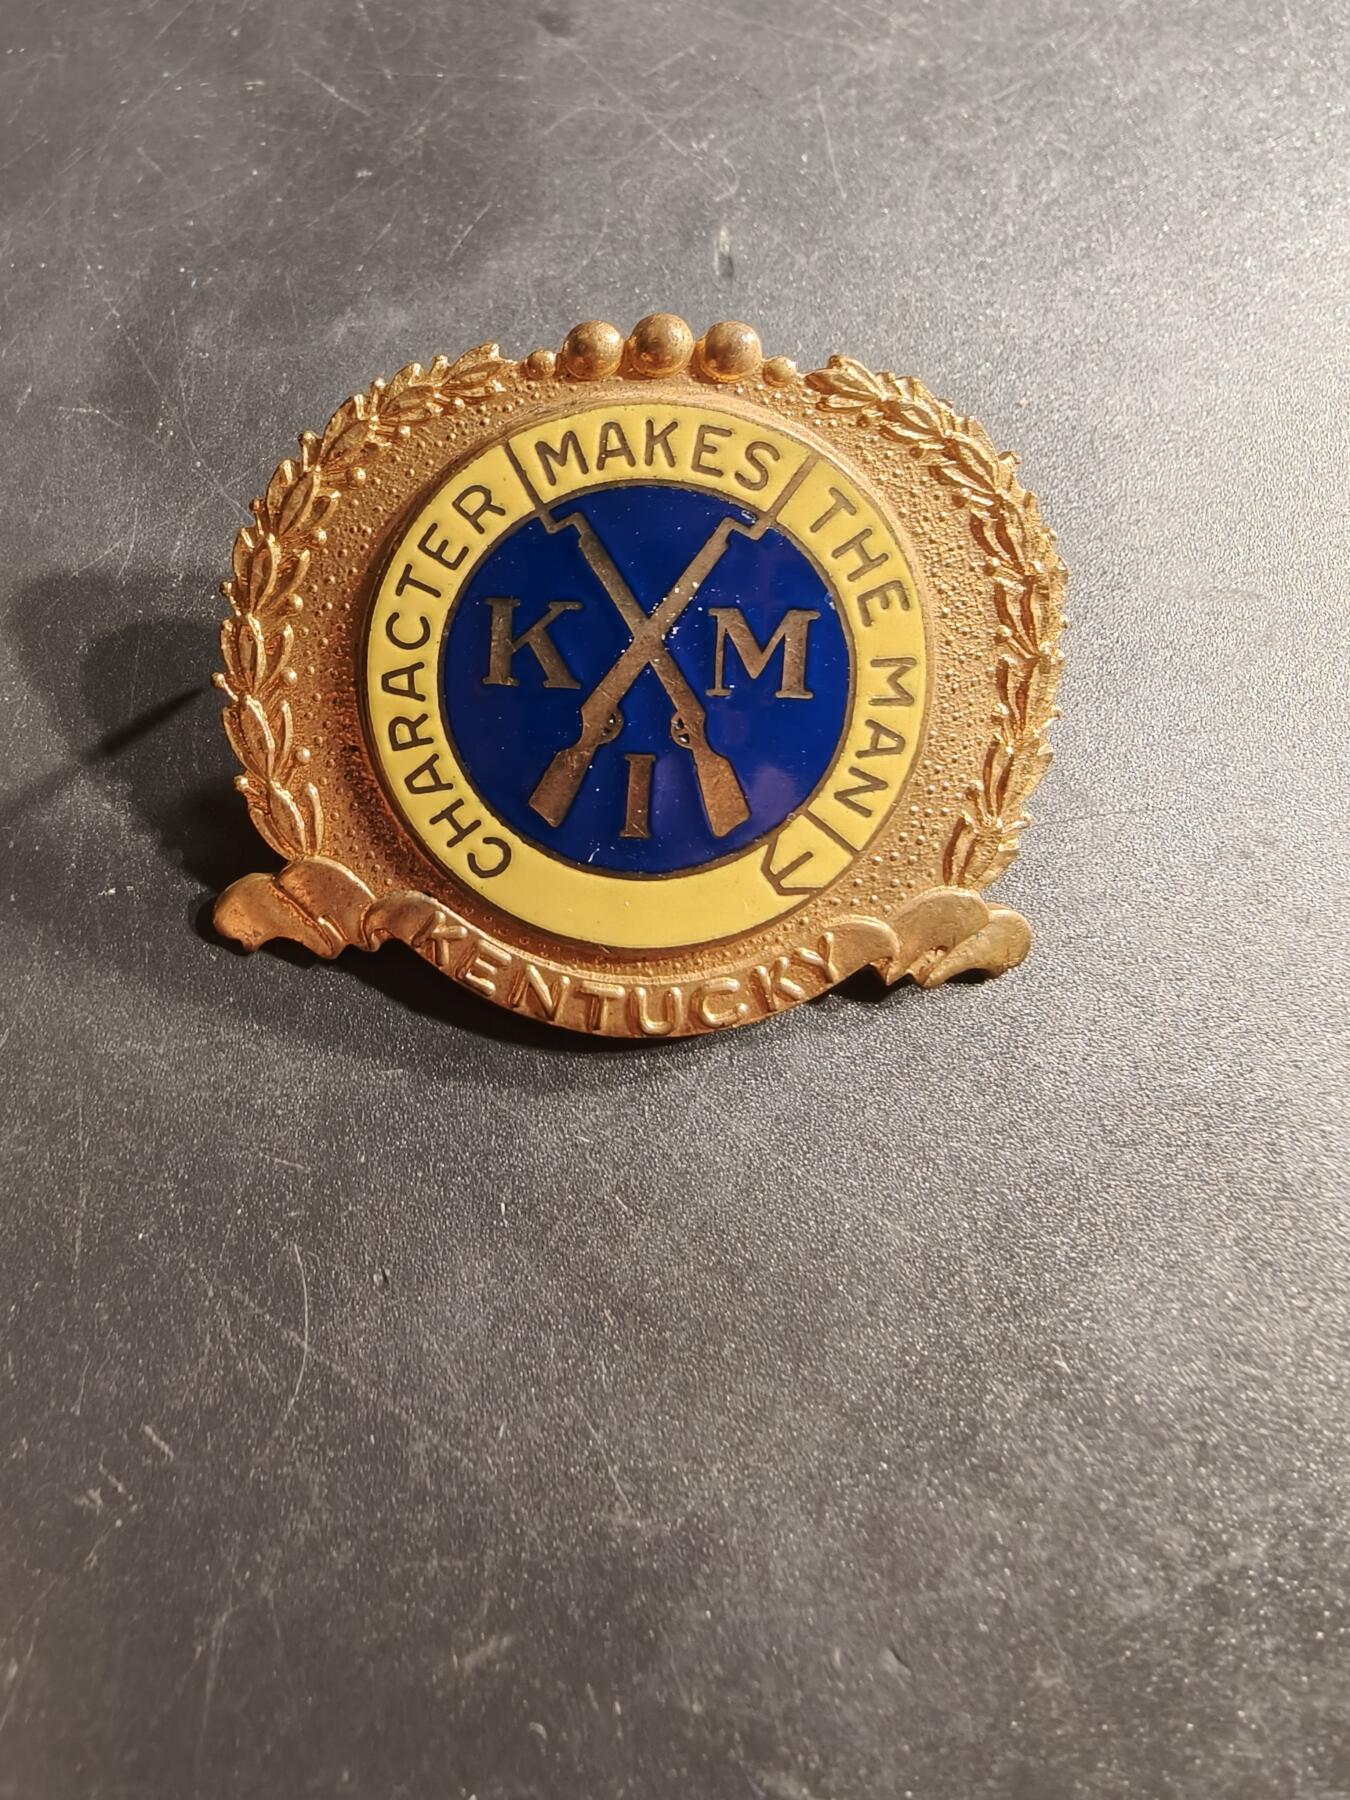 CHARACTER MAKES THE MAN
K M
I
KENTUCKY